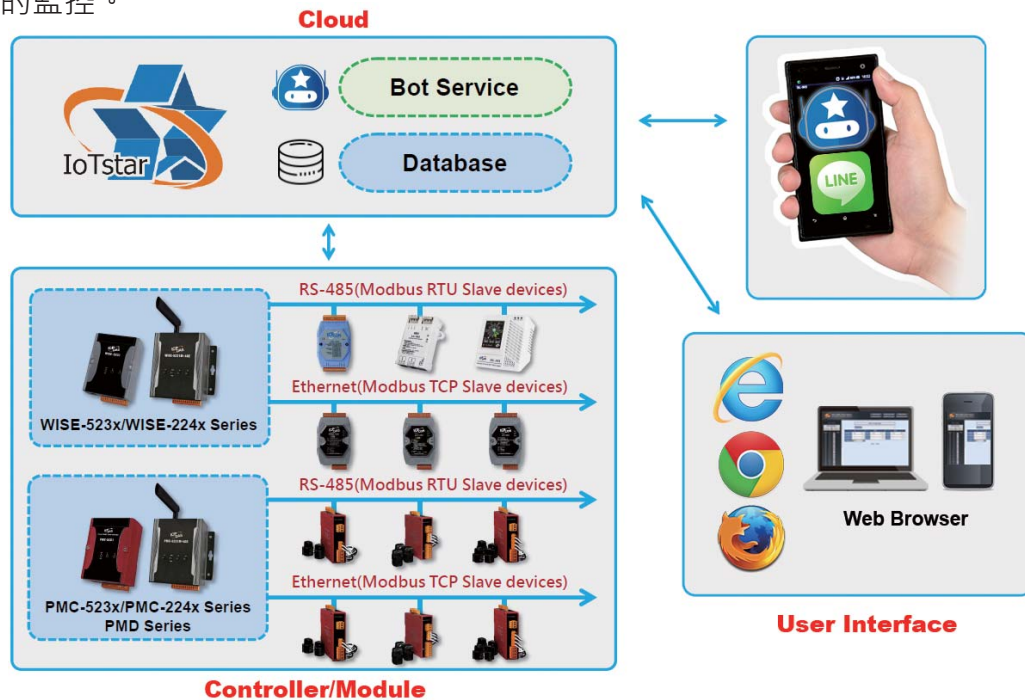 的監控。
Cloud
IoTstar
Bot Service
Database
LINE
RS-485(Modbus RTU Slave devices)
Ethernet(Modbus TCP Slave devices)
WISE-523x/WISE-224x Series
RS-485(Modbus RTU Slave devices)
Ethernet(Modbus TCP Slave devices)
PMC-523x/PMC-224x Series
PMD Series
Controller/Module
Web Browser
User Interface